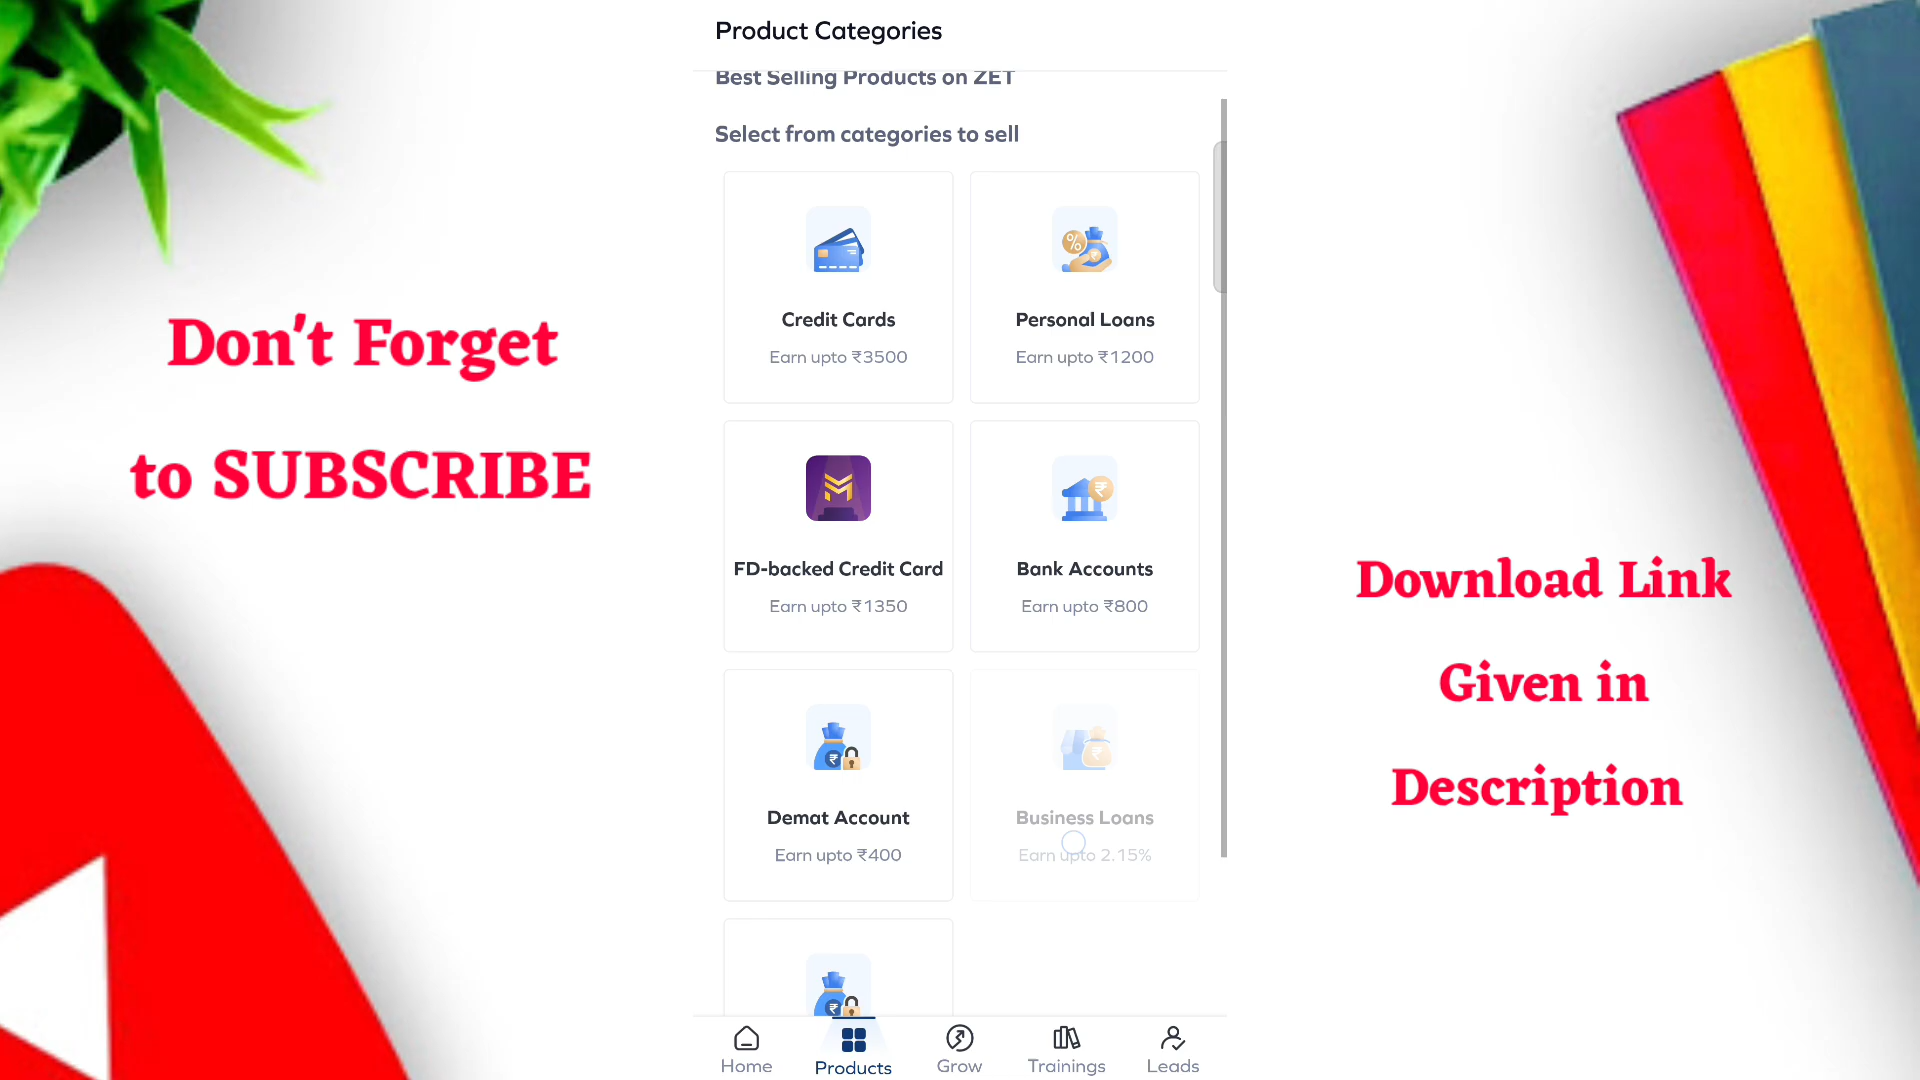 Product Categories
Best Selling Products on ZET
Select from categories to sell
Credit Cards
Earn upto ₹3500
Personal Loans
Earn upto ₹1200
FD-backed Credit Card
Earn upto ₹1350
Bank Accounts
Earn upto ₹800
Demat Account
Earn upto ₹400
Business Loans
Earn upto 2.15%
Home
Products
Grow
Trainings
Leads
Don't Forget
to SUBSCRIBE
Download Link
Given in
Description